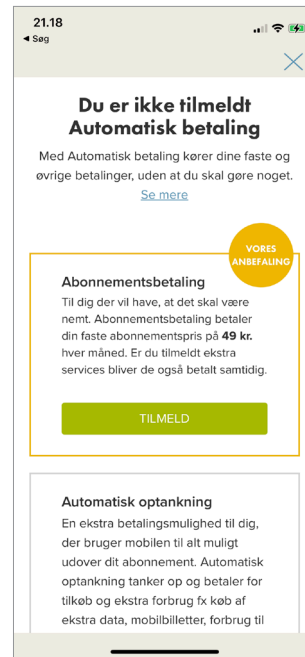 21.18
◀ Søg
Du er ikke tilmeldt
Automatisk betaling
Med Automatisk betaling kører dine faste og
øvrige betalinger, uden at du skal gøre noget.
Se mere
VORES
ANBEFALING
Abonnementsbetaling
Til dig der vil have, at det skal være
nemt. Abonnementsbetaling betaler
din faste abonnementspris på 49 kr.
hver måned. Er du tilmeldt ekstra
services bliver de også betalt samtidig.
TILMELD
Automatisk optankning
En ekstra betalingsmulighed til dig,
der bruger mobilen til alt muligt
udover dit abonnement. Automatisk
optankning tanker op og betaler for
tilkøb og ekstra forbrug fx køb af
ekstra data, mobilbilletter, forbrug til